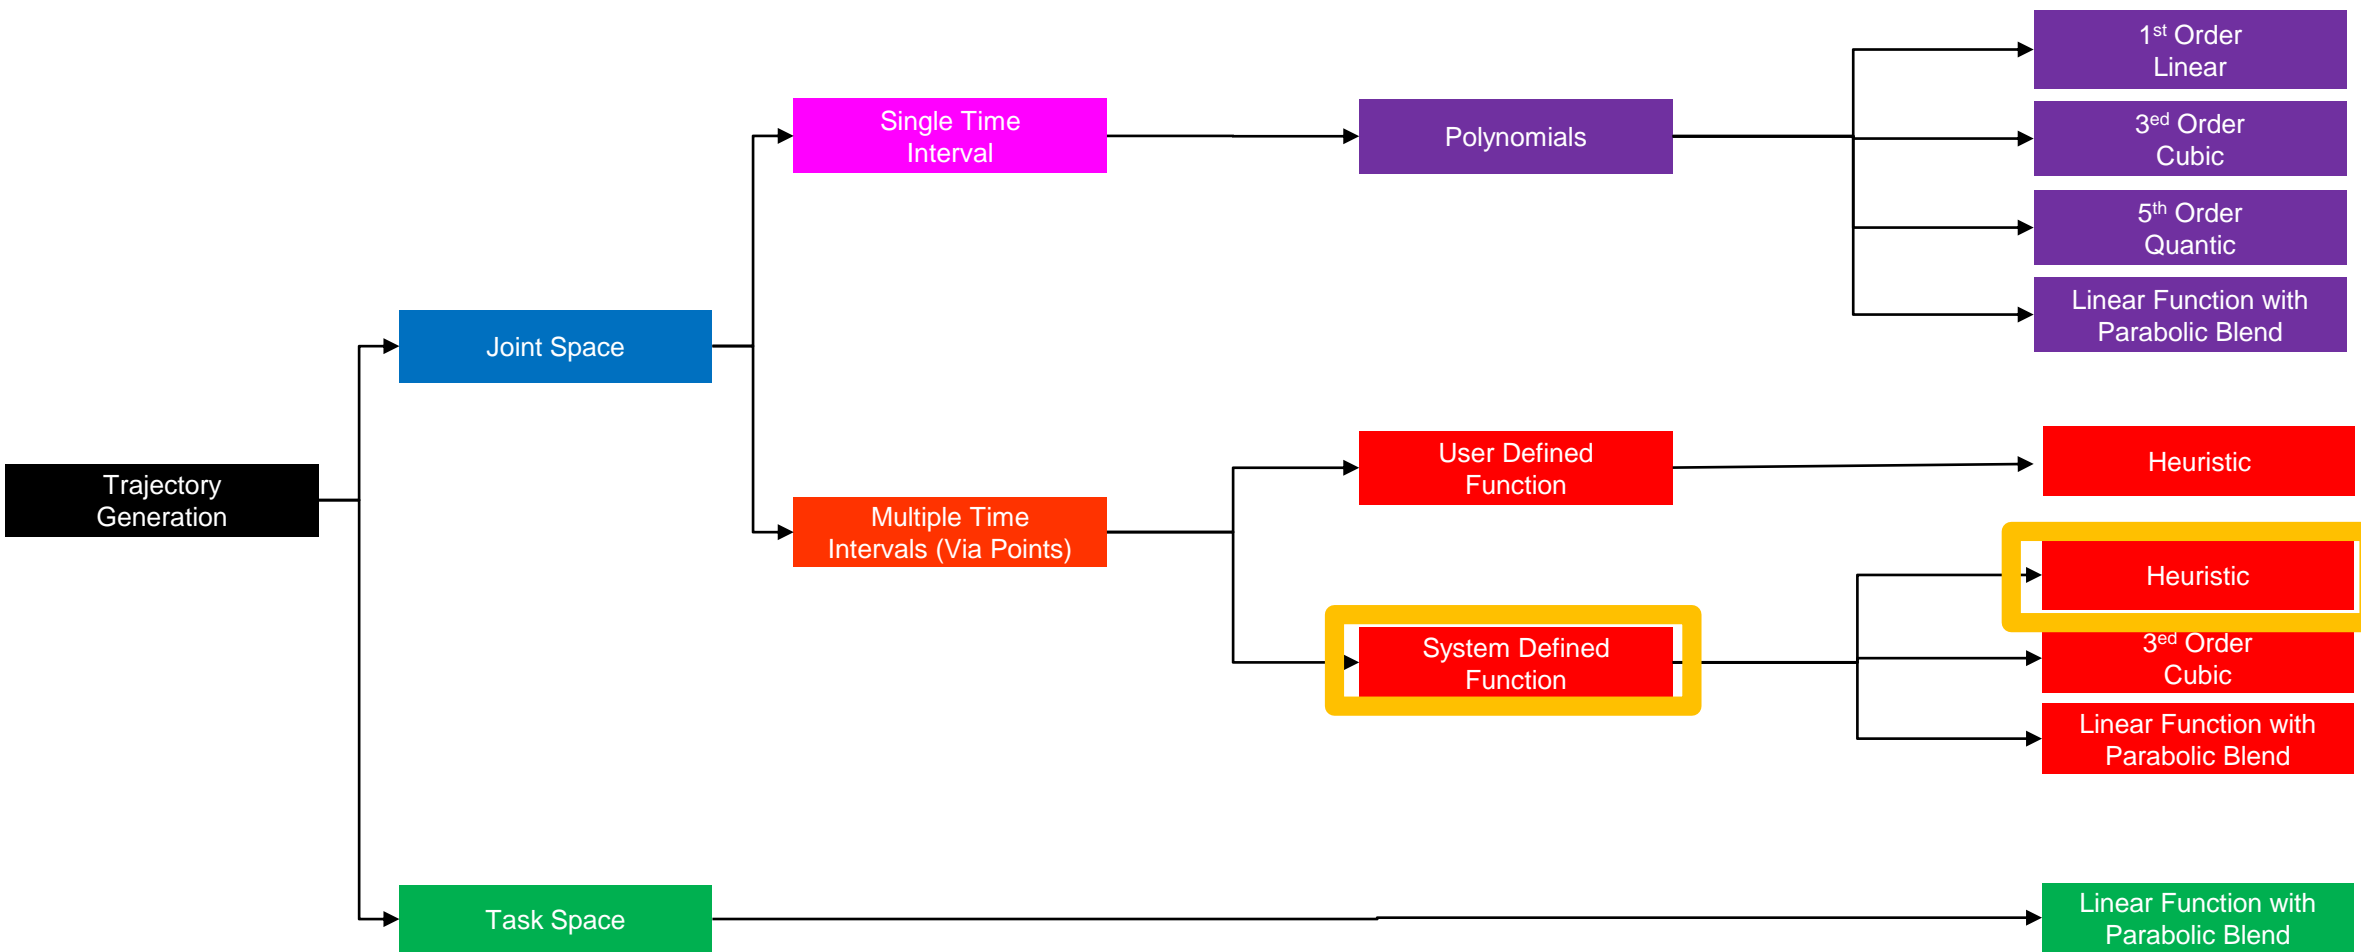 1st Order
Linear
3ed Order
Cubic
5th Order
Quantic
Linear Function with
Parabolic Blend
Single Time
Interval
Polynomials
Joint Space
Trajectory
Generation
Multiple Time
Intervals (Via Points)
User Defined
Function
Heuristic
System Defined
Function
Heuristic
3ed Order
Cubic
Linear Function with
Parabolic Blend
Task Space
Linear Function with
Parabolic Blend